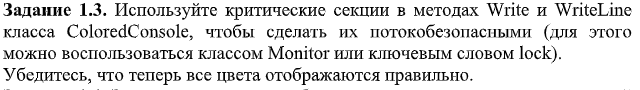 Задание 1.3. Используйте критические секции в методах Write и WriteLine
класса ColoredConsole, чтобы сделать их потокобезопасными (для этого
можно воспользоваться классом Monitor или ключевым словом lock).
Убедитесь, что теперь все цвета отображаются правильно.